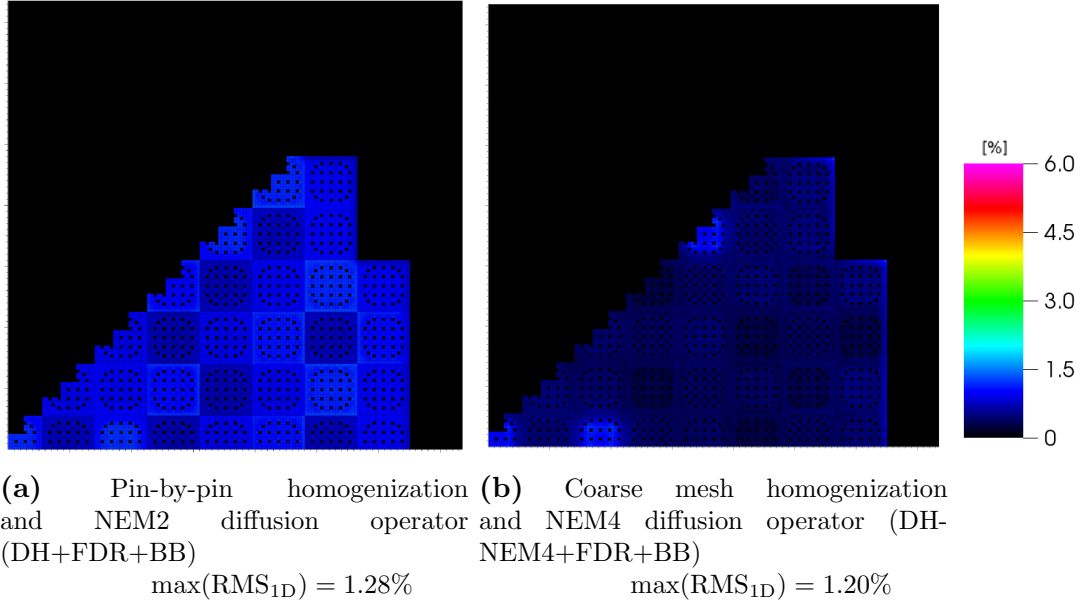 [%]
6.0
4.5
3.0
1.5
0
(a) Pin-by-pin homogenization
and NEM2 diffusion operator
(DH+FDR+BB)
max(RMS1D) = 1.28%
(b) Coarse mesh homogenization
and NEM4 diffusion operator (DH-
NEM4+FDR+BB)
max(RMS1D) = 1.20%